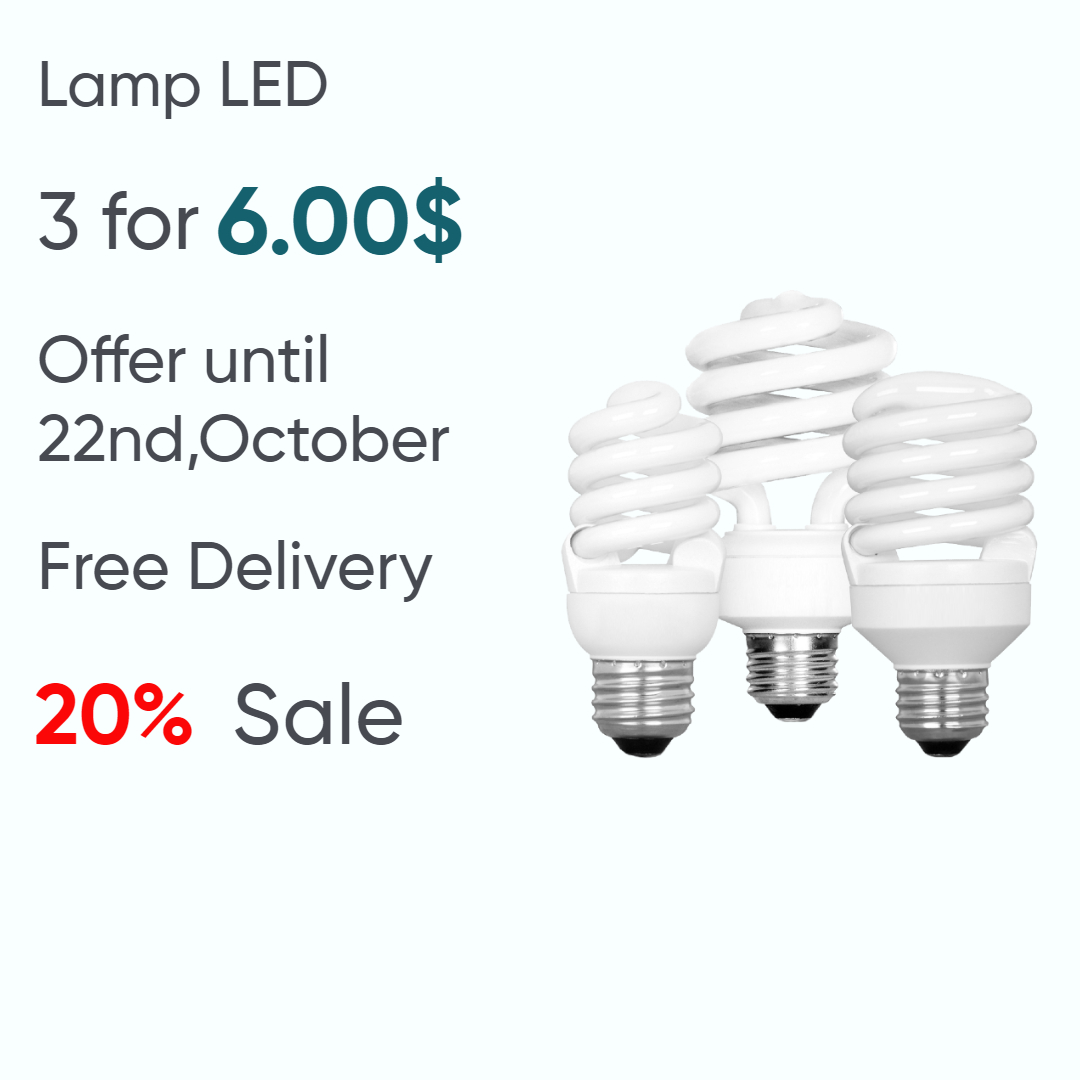 Lamp LED
3 for 6.00$
Offer until
22nd,October
Free Delivery
20% Sale